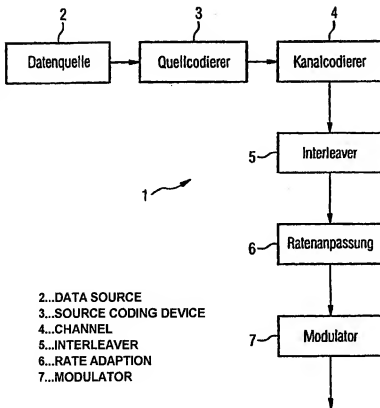 2
3
4
Datenquelle
Quellcodierer
Kanalcodierer
5
Interleaver
1
6
Ratenanpassung
2...DATA SOURCE
3...SOURCE CODING DEVICE
4...CHANNEL
5...INTERLEAVER
6...RATE ADAPTION
7...MODULATOR
7
Modulator